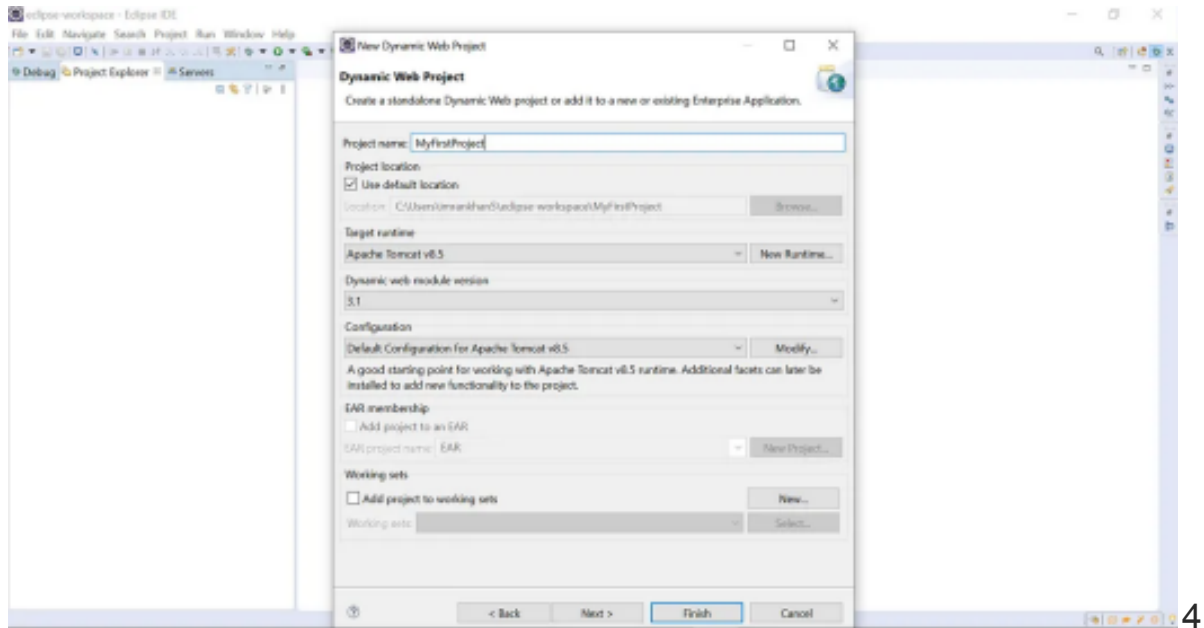 eclipse-workspace - Eclipse IDE
File Edit Navigate Search Project Run Window Help
Debug Project Explorer Servers
New Dynamic Web Project
Dynamic Web Project
Create a standalone Dynamic Web project or add it to a new or existing Enterprise Application.
Project name: MyFirstProject
Project location
Use default location
Location: C:\Users\imrankhan5\eclipse-workspace\MyFirstProject Browse...
Target runtime
Apache Tomcat v8.5 New Runtime...
Dynamic web module version
3.1
Configuration
Default Configuration for Apache Tomcat v8.5 Modify...
A good starting point for working with Apache Tomcat v8.5 runtime. Additional facets can later be
installed to add new functionality to the project.
EAR membership
Add project to an EAR
EAR project name: EAR New Project...
Working sets
Add project to working sets New...
Working sets: Select...
< Back Next > Finish Cancel
4